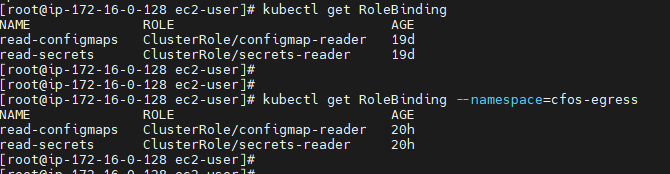 [root@ip-172-16-0-128 ec2-user]# kubectl get RoleBinding
NAME ROLE AGE
read-configmaps ClusterRole/configmap-reader 19d
read-secrets ClusterRole/secrets-reader 19d
[root@ip-172-16-0-128 ec2-user]#
[root@ip-172-16-0-128 ec2-user]#
[root@ip-172-16-0-128 ec2-user]# kubectl get RoleBinding --namespace=cfos-egress
NAME ROLE AGE
read-configmaps ClusterRole/configmap-reader 20h
read-secrets ClusterRole/secrets-reader 20h
[root@ip-172-16-0-128 ec2-user]#
[root@ip-172-16-0-128 ec2-user]#